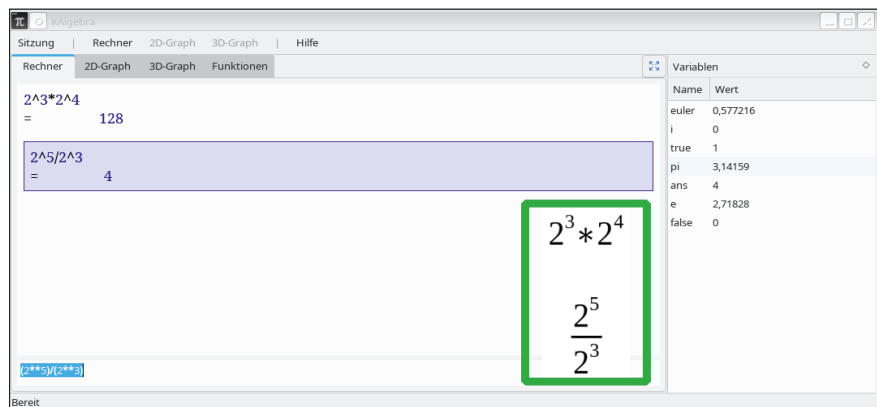 π KAlgebra
Sitzung | Rechner 2D-Graph 3D-Graph | Hilfe
Rechner 2D-Graph 3D-Graph Funktionen
2^3*2^4
= 128
2^5/2^3
= 4
2³*2⁴
2⁵
2³
(2**5)/(2**3)
Variablen
Name Wert
euler 0,577216
i 0
true 1
pi 3,14159
ans 4
e 2,71828
false 0
Bereit